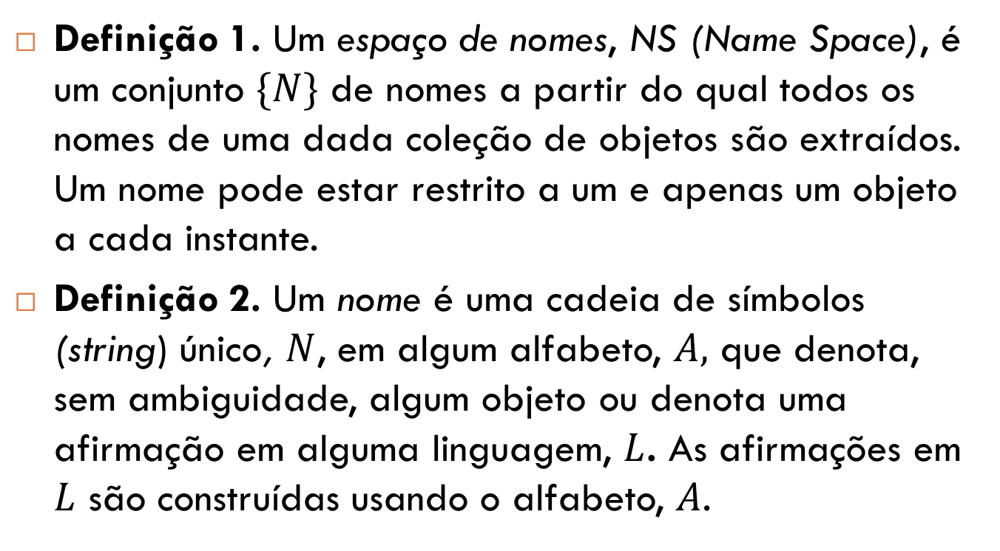 Definição 1. Um espaço de nomes, NS (Name Space), é
um conjunto {N} de nomes a partir do qual todos os
nomes de uma dada coleção de objetos são extraídos.
Um nome pode estar restrito a um e apenas um objeto
a cada instante.
Definição 2. Um nome é uma cadeia de símbolos
(string) único, N, em algum alfabeto, A, que denota,
sem ambiguidade, algum objeto ou denota uma
afirmação em alguma linguagem, L. As afirmações em
L são construídas usando o alfabeto, A.